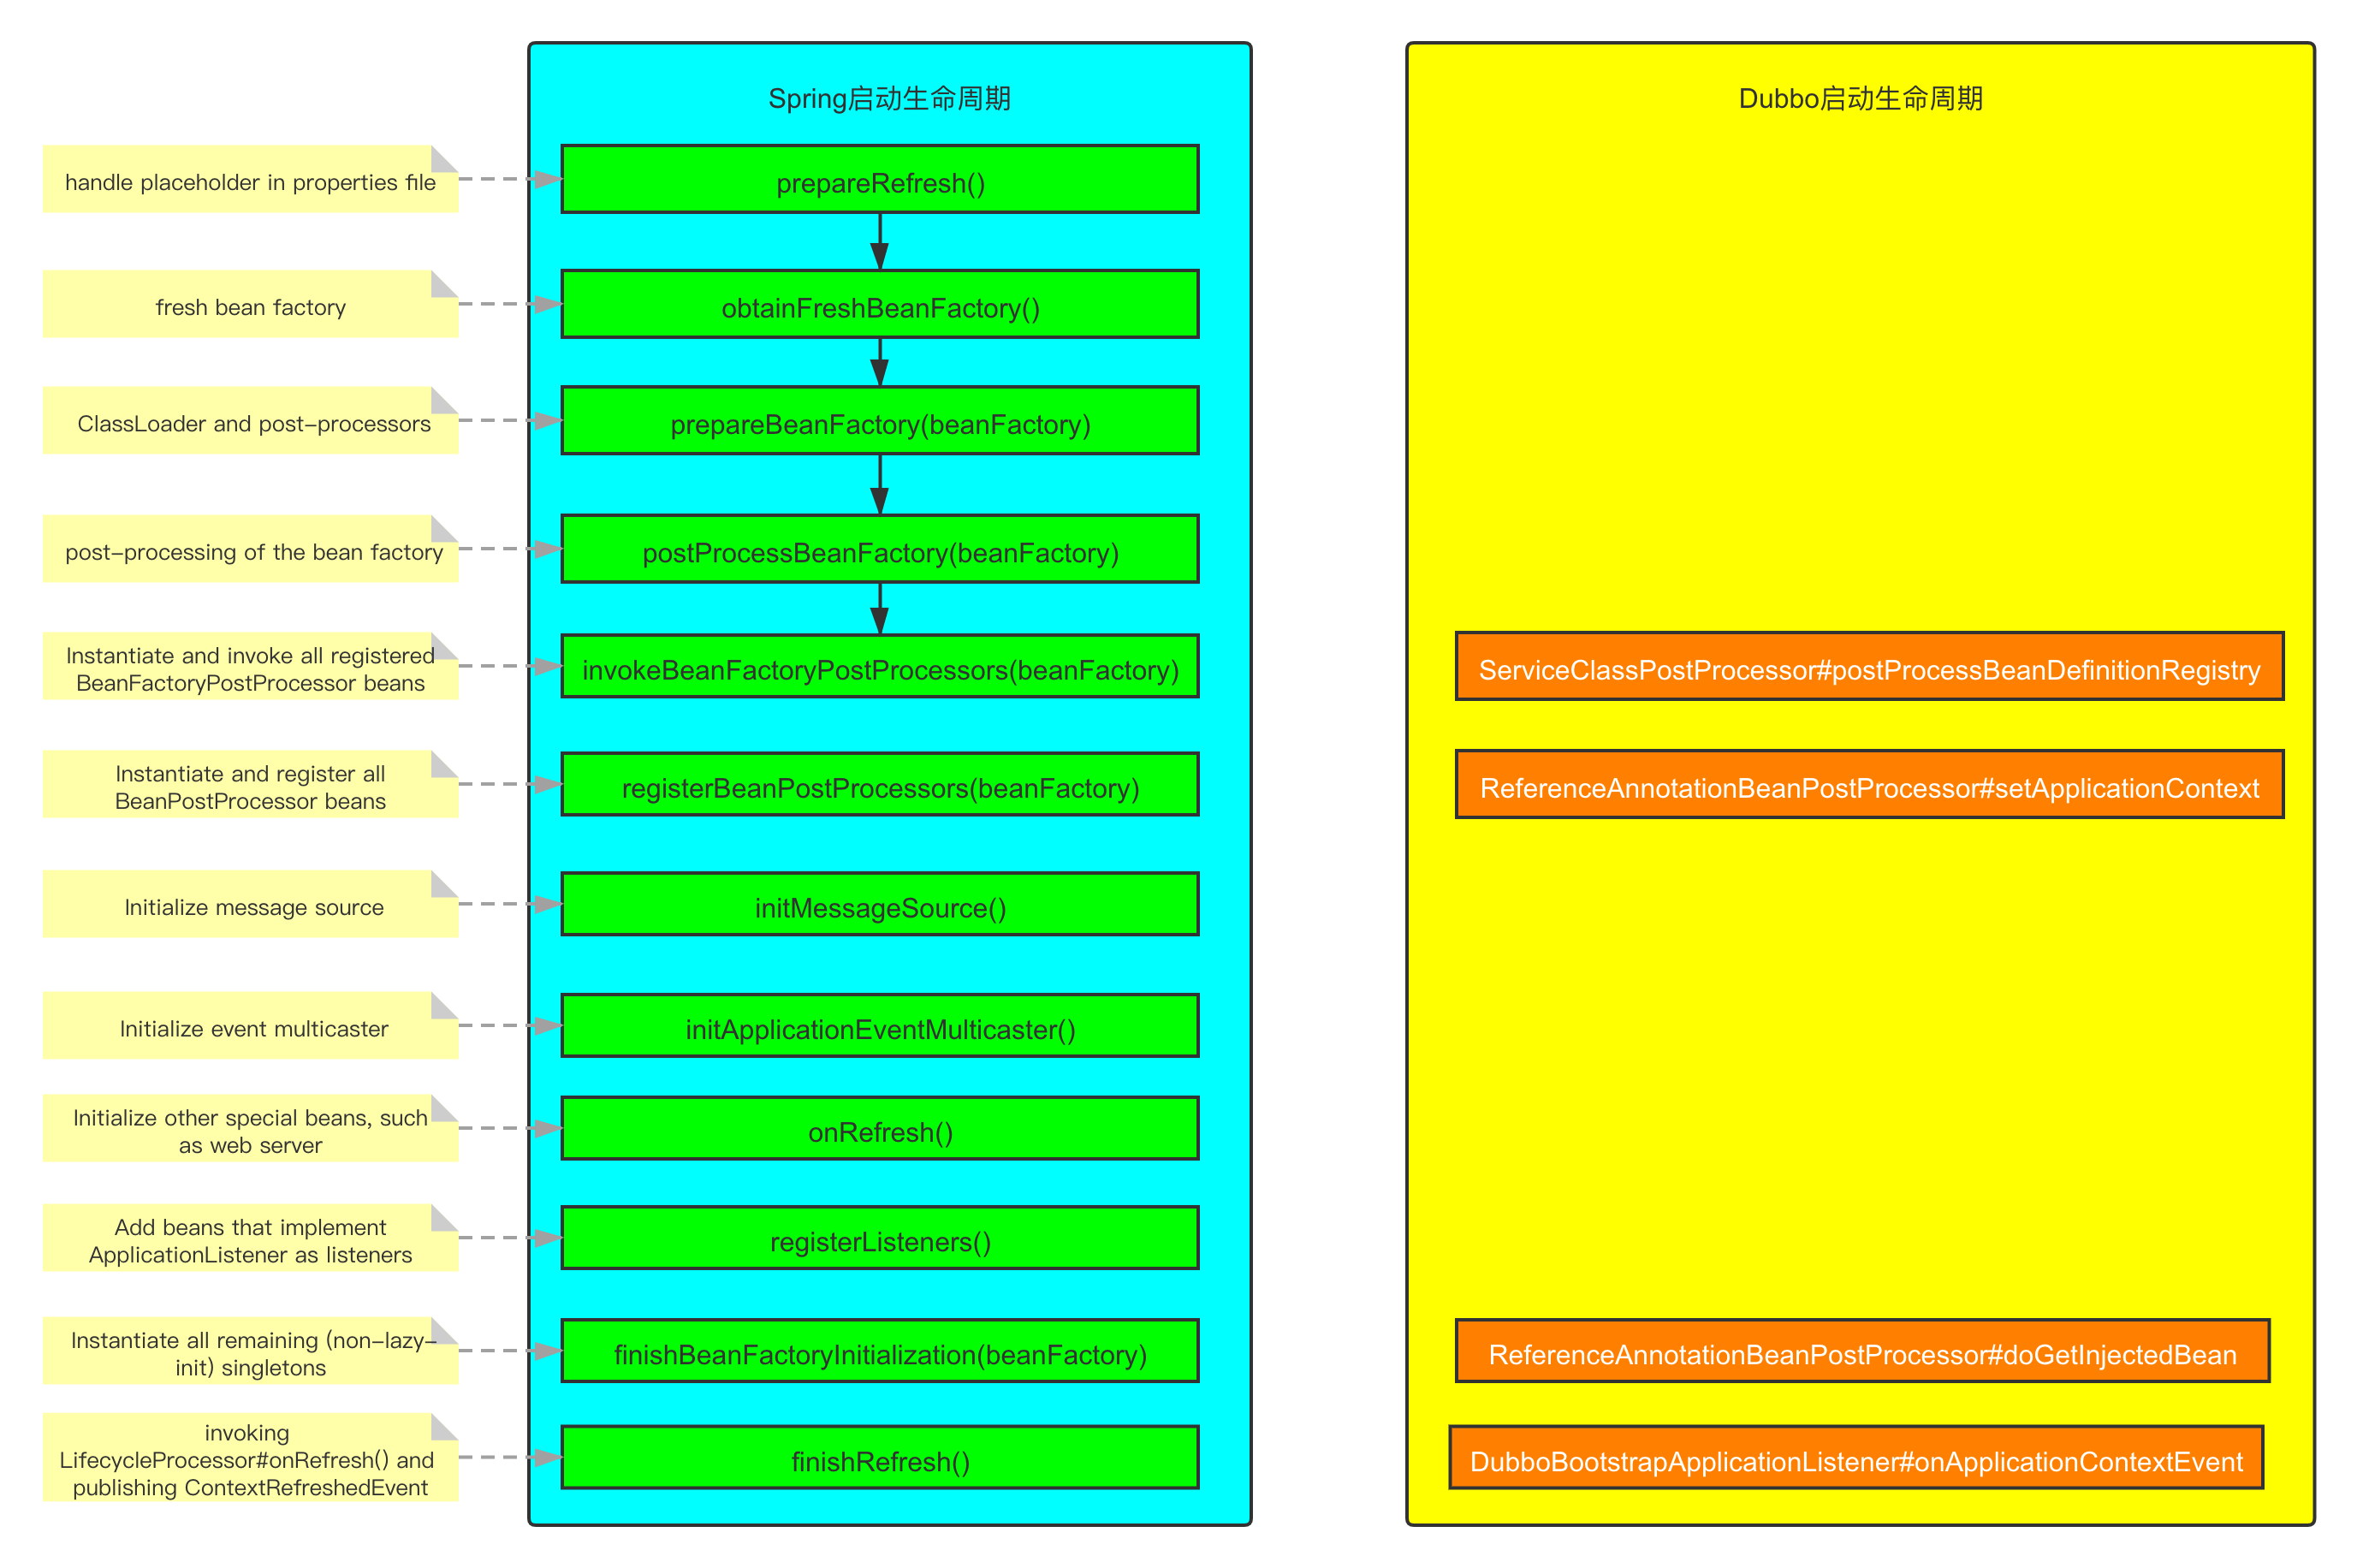 Spring启动生命周期
Dubbo启动生命周期
handle placeholder in properties file
prepareRefresh()
fresh bean factory
obtainFreshBeanFactory()
ClassLoader and post-processors
prepareBeanFactory(beanFactory)
post-processing of the bean factory
postProcessBeanFactory(beanFactory)
Instantiate and invoke all registered
BeanFactoryPostProcessor beans
invokeBeanFactoryPostProcessors(beanFactory)
ServiceClassPostProcessor#postProcessBeanDefinitionRegistry
Instantiate and register all
BeanPostProcessor beans
registerBeanPostProcessors(beanFactory)
ReferenceAnnotationBeanPostProcessor#setApplicationContext
Initialize message source
initMessageSource()
Initialize event multicaster
initApplicationEventMulticaster()
Initialize other special beans, such
as web server
onRefresh()
Add beans that implement
ApplicationListener as listeners
registerListeners()
Instantiate all remaining (non-lazy-
init) singletons
finishBeanFactoryInitialization(beanFactory)
ReferenceAnnotationBeanPostProcessor#doGetInjectedBean
invoking
LifecycleProcessor#onRefresh() and
publishing ContextRefreshedEvent
finishRefresh()
DubboBootstrapApplicationListener#onApplicationContextEvent